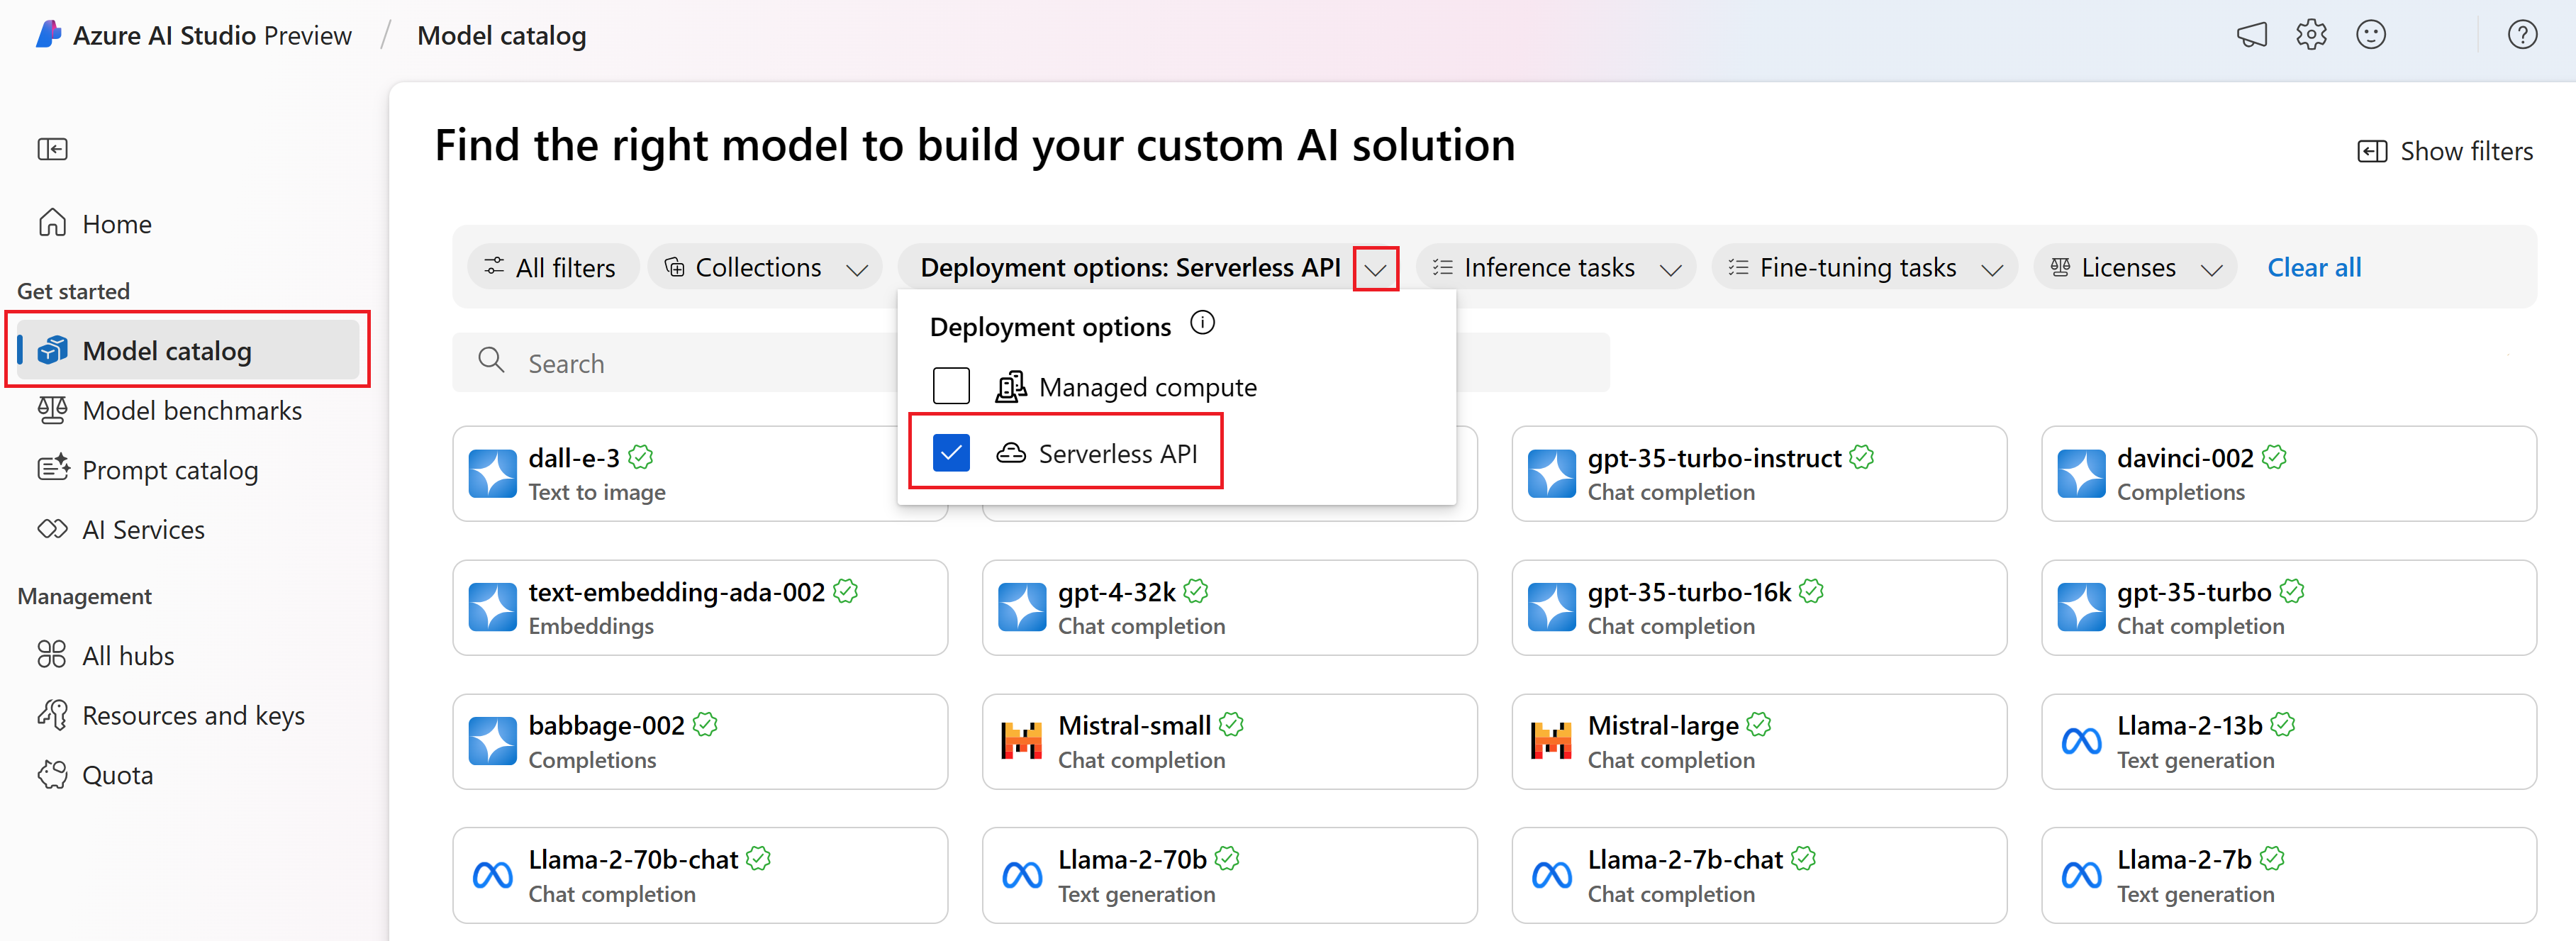 Azure AI Studio Preview / Model catalog
Find the right model to build your custom AI solution
Show filters
Home
Get started
Model catalog
Model benchmarks
Prompt catalog
AI Services
Management
All hubs
Resources and keys
Quota
All filters
Collections
Deployment options: Serverless API
Inference tasks
Fine-tuning tasks
Licenses
Clear all
Search
Deployment options
Managed compute
Serverless API
dall-e-3
Text to image
gpt-35-turbo-instruct
Chat completion
davinci-002
Completions
text-embedding-ada-002
Embeddings
gpt-4-32k
Chat completion
gpt-35-turbo-16k
Chat completion
gpt-35-turbo
Chat completion
babbage-002
Completions
Mistral-small
Chat completion
Mistral-large
Chat completion
Llama-2-13b
Text generation
Llama-2-70b-chat
Chat completion
Llama-2-70b
Text generation
Llama-2-7b-chat
Chat completion
Llama-2-7b
Text generation